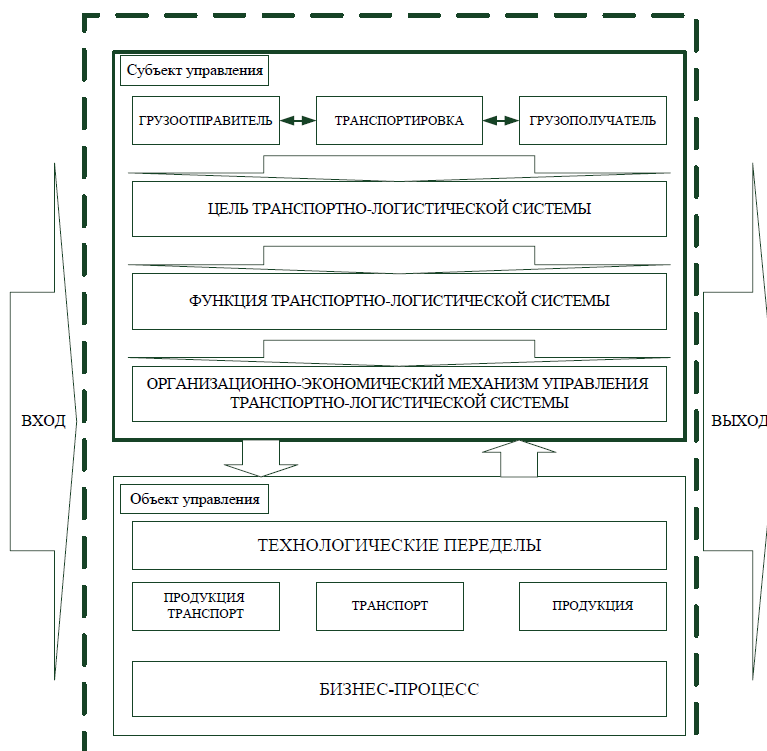 Субъект управления
ГРУЗООТПРАВИТЕЛЬ
ТРАНСПОРТИРОВКА
ГРУЗОПОЛУЧАТЕЛЬ
ЦЕЛЬ ТРАНСПОРТНО-ЛОГИСТИЧЕСКОЙ СИСТЕМЫ
ФУНКЦИЯ ТРАНСПОРТНО-ЛОГИСТИЧЕСКОЙ СИСТЕМЫ
ОРГАНИЗАЦИОННО-ЭКОНОМИЧЕСКИЙ МЕХАНИЗМ УПРАВЛЕНИЯ
ТРАНСПОРТНО-ЛОГИСТИЧЕСКОЙ СИСТЕМЫ
ВХОД
ВЫХОД
Объект управления
ТЕХНОЛОГИЧЕСКИЕ ПЕРЕДЕЛЫ
ПРОДУКЦИЯ
ТРАНСПОРТ
ТРАНСПОРТ
ПРОДУКЦИЯ
БИЗНЕС-ПРОЦЕСС